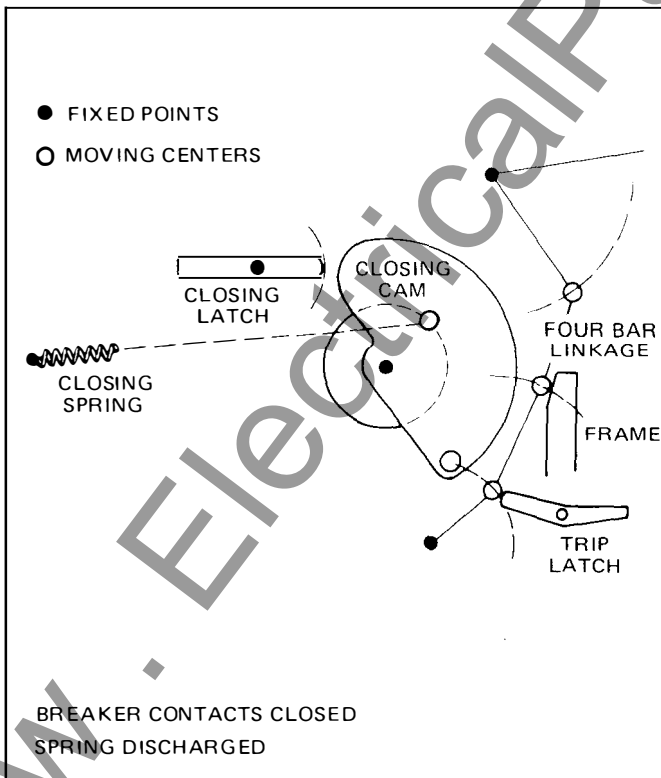 FIXED POINTS
MOVING CENTERS
CLOSING
CAM
CLOSING
LATCH
FOUR BAR
LINKAGE
CLOSING
SPRING
FRAME
TRIP
LATCH
BREAKER CONTACTS CLOSED
SPRING DISCHARGED
w . ElectricalP